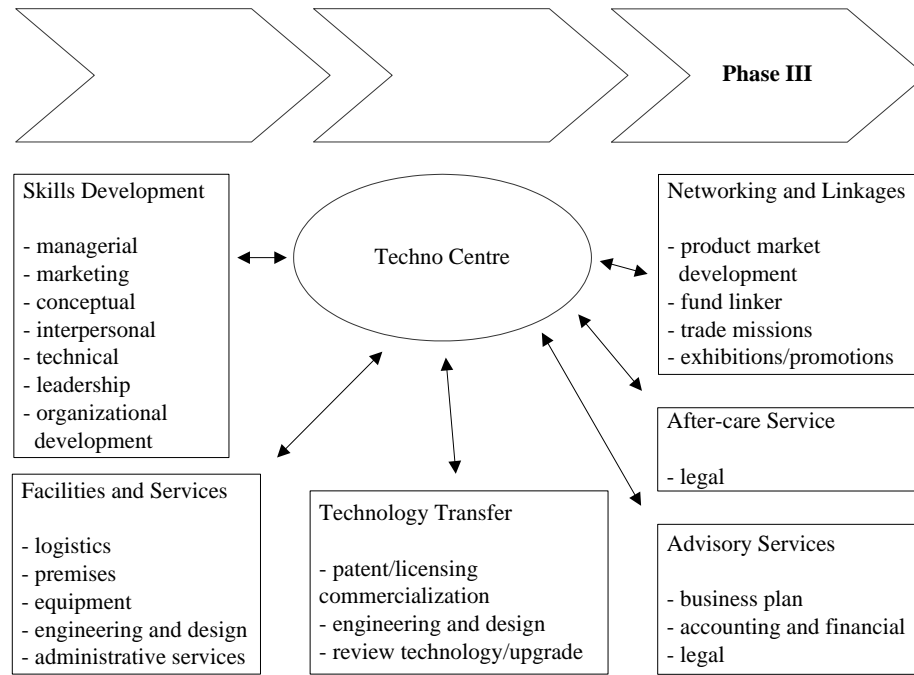 Phase III
Skills Development
- managerial
- marketing
- conceptual
- interpersonal
- technical
- leadership
- organizational
development
Techno Centre
Networking and Linkages
- product market
development
- fund linker
- trade missions
- exhibitions/promotions
After-care Service
- legal
Facilities and Services
- logistics
- premises
- equipment
- engineering and design
- administrative services
Technology Transfer
- patent/licensing
commercialization
- engineering and design
- review technology/upgrade
Advisory Services
- business plan
- accounting and financial
- legal